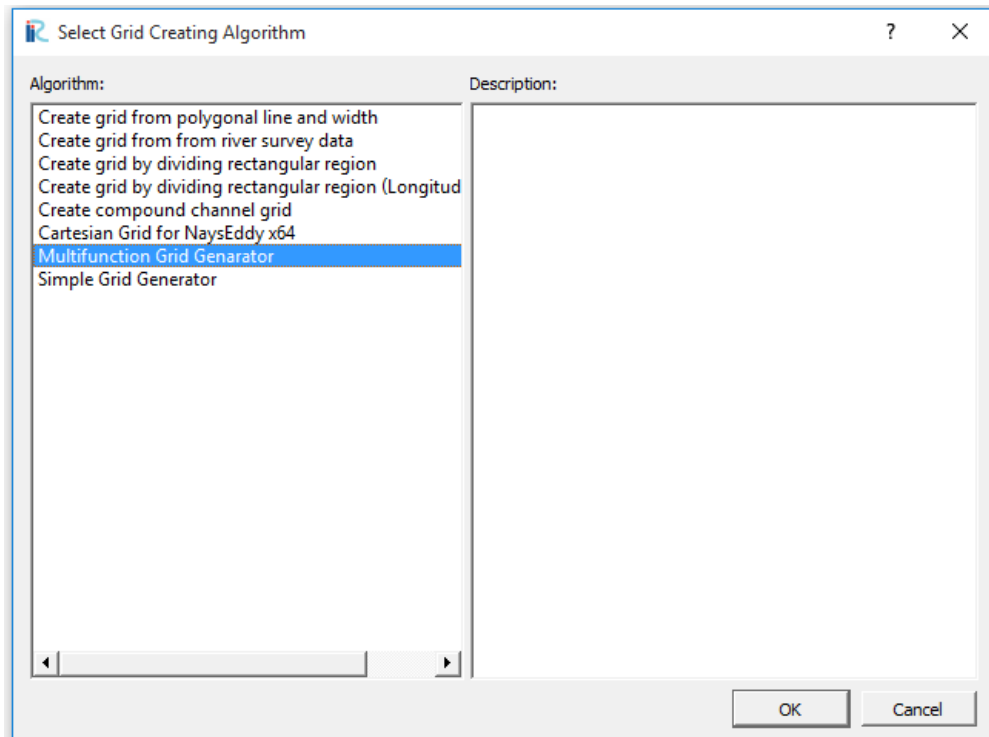 iRIC Select Grid Creating Algorithm ? ×
Algorithm:
Description:
Create grid from polygonal line and width
Create grid from from river survey data
Create grid by dividing rectangular region
Create grid by dividing rectangular region (Longitud
Create compound channel grid
Cartesian Grid for NaysEddy x64
Multifunction Grid Genarator
Simple Grid Generator
OK
Cancel